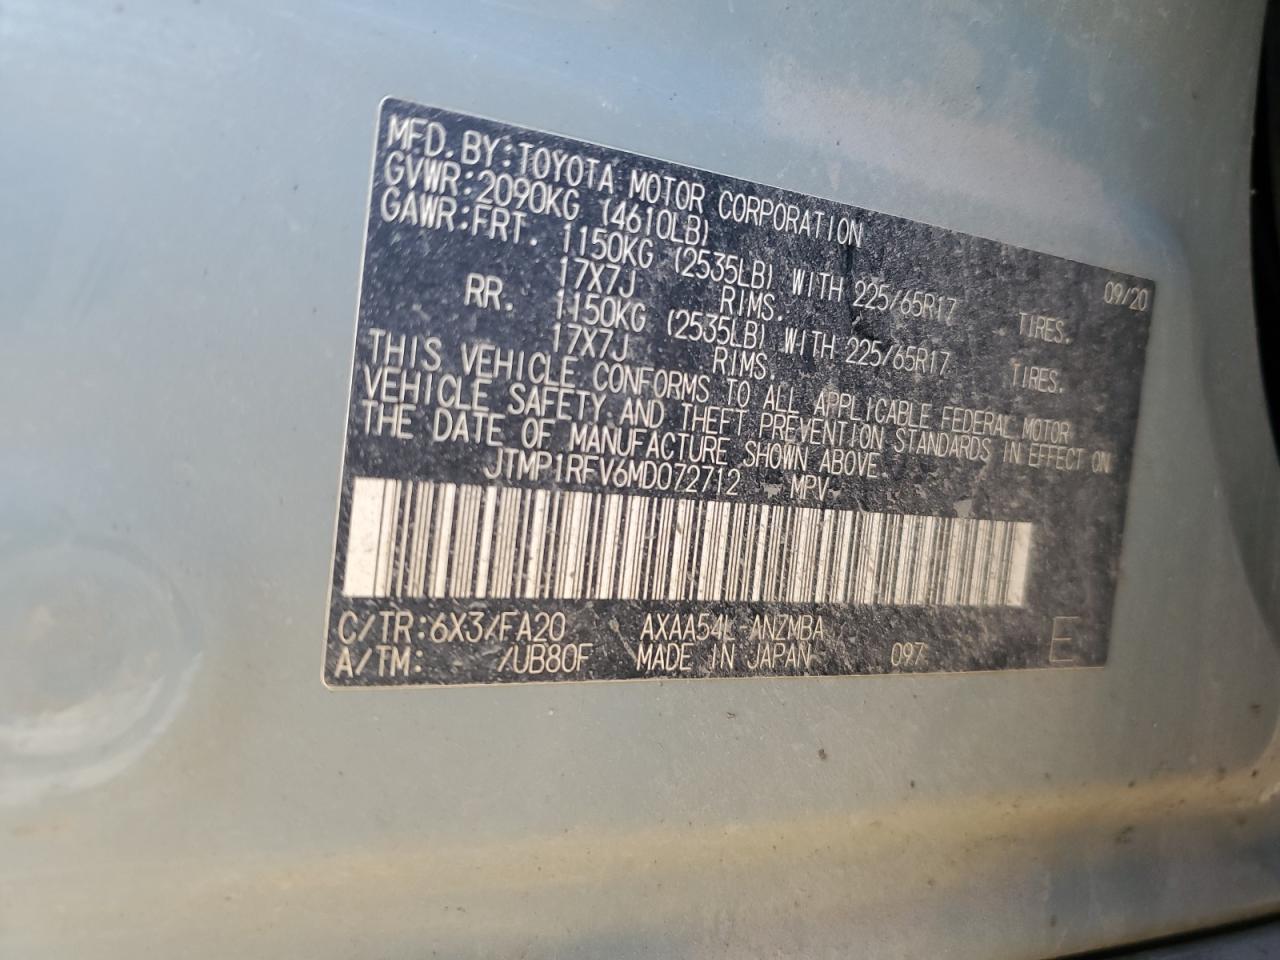 MFD. BY: TOYOTA MOTOR CORPORATION 09/20
GVWR: 2090KG (4610LB)
GAWR: FRT. 1150KG (2535LB) WITH 225/65R17 TIRES.
17X7J RIMS.
RR. 1150KG (2535LB) WITH 225/65R17 TIRES.
17X7J RIMS.
THIS VEHICLE CONFORMS TO ALL APPLICABLE FEDERAL MOTOR
VEHICLE SAFETY AND THEFT PREVENTION STANDARDS IN EFFECT ON
THE DATE OF MANUFACTURE SHOWN ABOVE.
JTMP1RFV6MD072712 MPV
C/TR: 6X3/FA20 AXAA54L-ANZMBA
A/TM: /UB80F MADE IN JAPAN 097 E